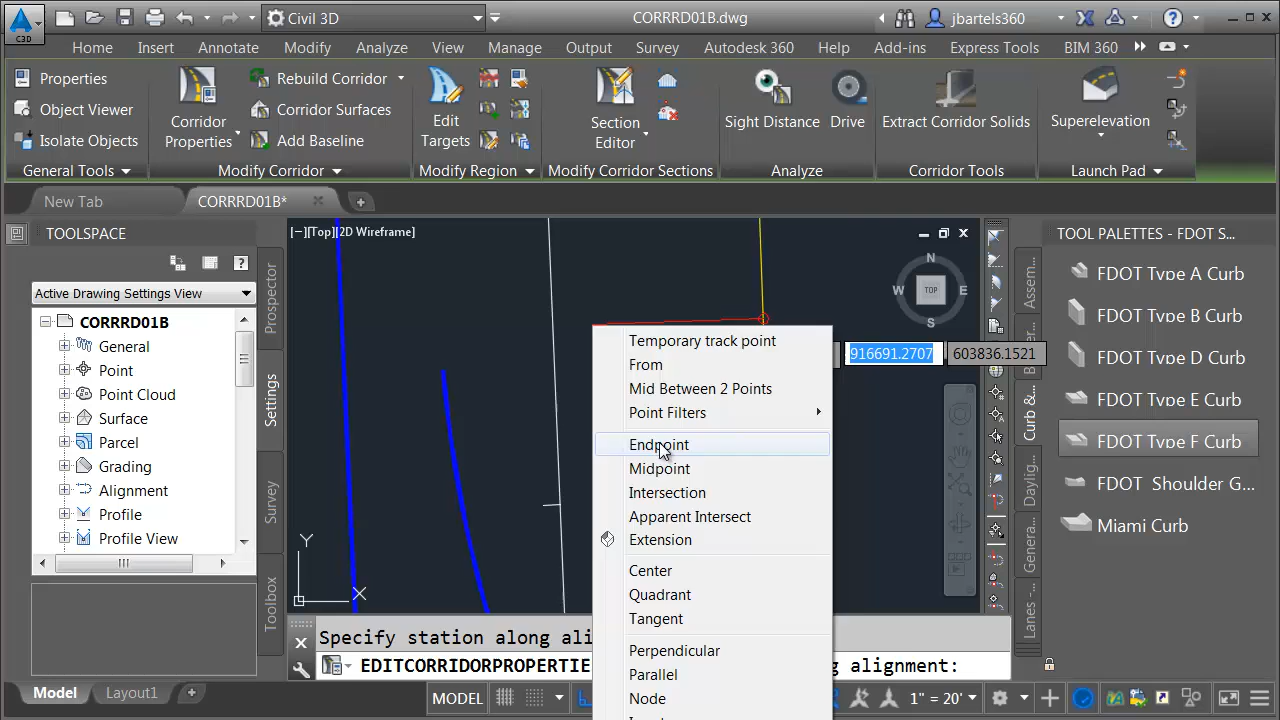 Civil 3D
CORRRD01B.dwg
jbartels360
C3D
Home Insert Annotate Modify Analyze View Manage Output Survey Autodesk 360 Help Add-ins Express Tools BIM 360
Properties
Object Viewer
Isolate Objects
General Tools
Corridor Properties
Rebuild Corridor
Corridor Surfaces
Add Baseline
Modify Corridor
Edit Targets
Modify Region
Section Editor
Modify Corridor Sections
Sight Distance
Drive
Analyze
Extract Corridor Solids
Corridor Tools
Superelevation
Launch Pad
New Tab
CORRRD01B*
TOOLSPACE
Active Drawing Settings View
CORRRD01B
General
Point
Point Cloud
Surface
Parcel
Grading
Alignment
Profile
Profile View
Prospector
Settings
Survey
Toolbox
[−][Top][2D Wireframe]
N
W TOP E
S
916691.2707
603836.1521
Y
X
Temporary track point
From
Mid Between 2 Points
Point Filters
Endpoint
Midpoint
Intersection
Apparent Intersect
Extension
Center
Quadrant
Tangent
Perpendicular
Parallel
Node
Specify station along ali
EDITCORRIDORPROPERTIE
g alignment:
TOOL PALETTES - FDOT S...
FDOT Type A Curb
FDOT Type B Curb
FDOT Type D Curb
FDOT Type E Curb
FDOT Type F Curb
FDOT Shoulder G...
Miami Curb
Assem...
Curb &...
Daylig...
Genera...
Lanes -...
Model
Layout1
MODEL
1" = 20'